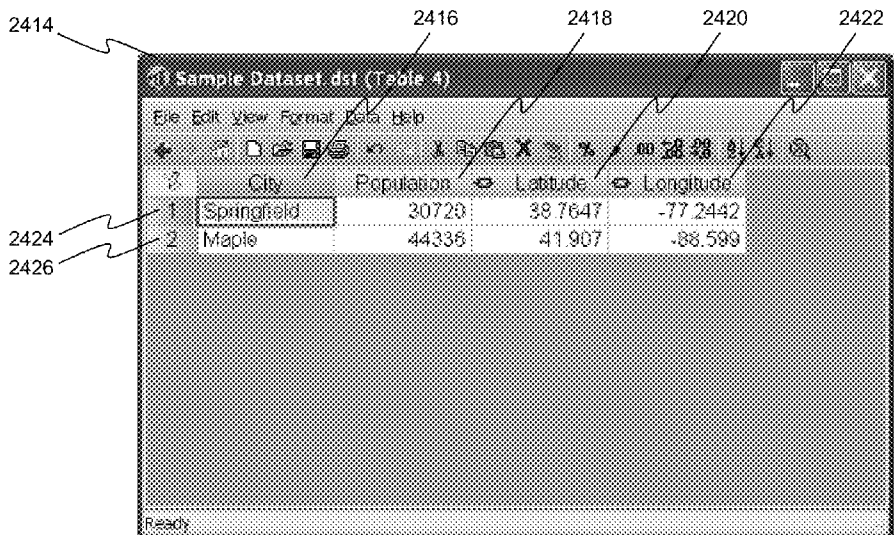 2414 2416 2418 2420 2422
Sample Dataset.dst (Table 4)
File Edit View Format Data Help
City Population Latitude Longitude
1 Springfield 30720 38.7647 -77.2442
2 Maple 44336 41.907 -88.599
2424
2426
Ready